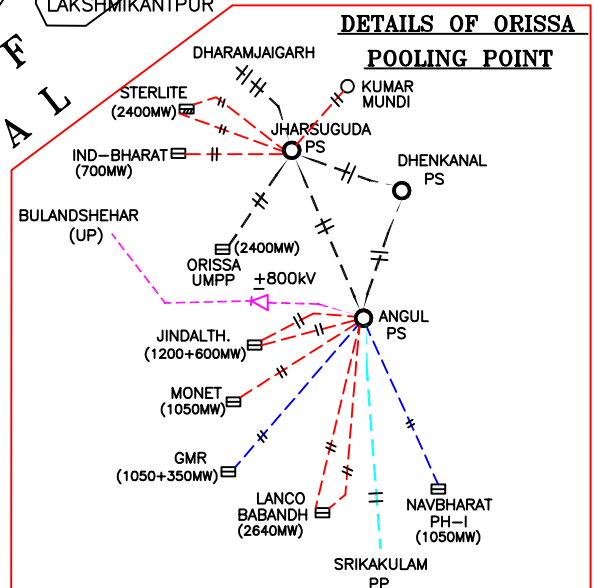 LAKSHMIKANTPUR
DETAILS OF ORISSA
POOLING POINT
F
A L
DHARAMJAIGARH
STERLITE
(2400MW)
KUMAR
MUNDI
JHARSUGUDA
PS
IND-BHARAT
(700MW)
DHENKANAL
PS
BULANDSHEHAR
(UP)
(2400MW)
ORISSA
UMPP
±800kV
ANGUL
PS
JINDALTH.
(1200+600MW)
MONET
(1050MW)
GMR
(1050+350MW)
LANCO
BABANDH
(2640MW)
NAVBHARAT
PH-I
(1050MW)
SRIKAKULAM
PP